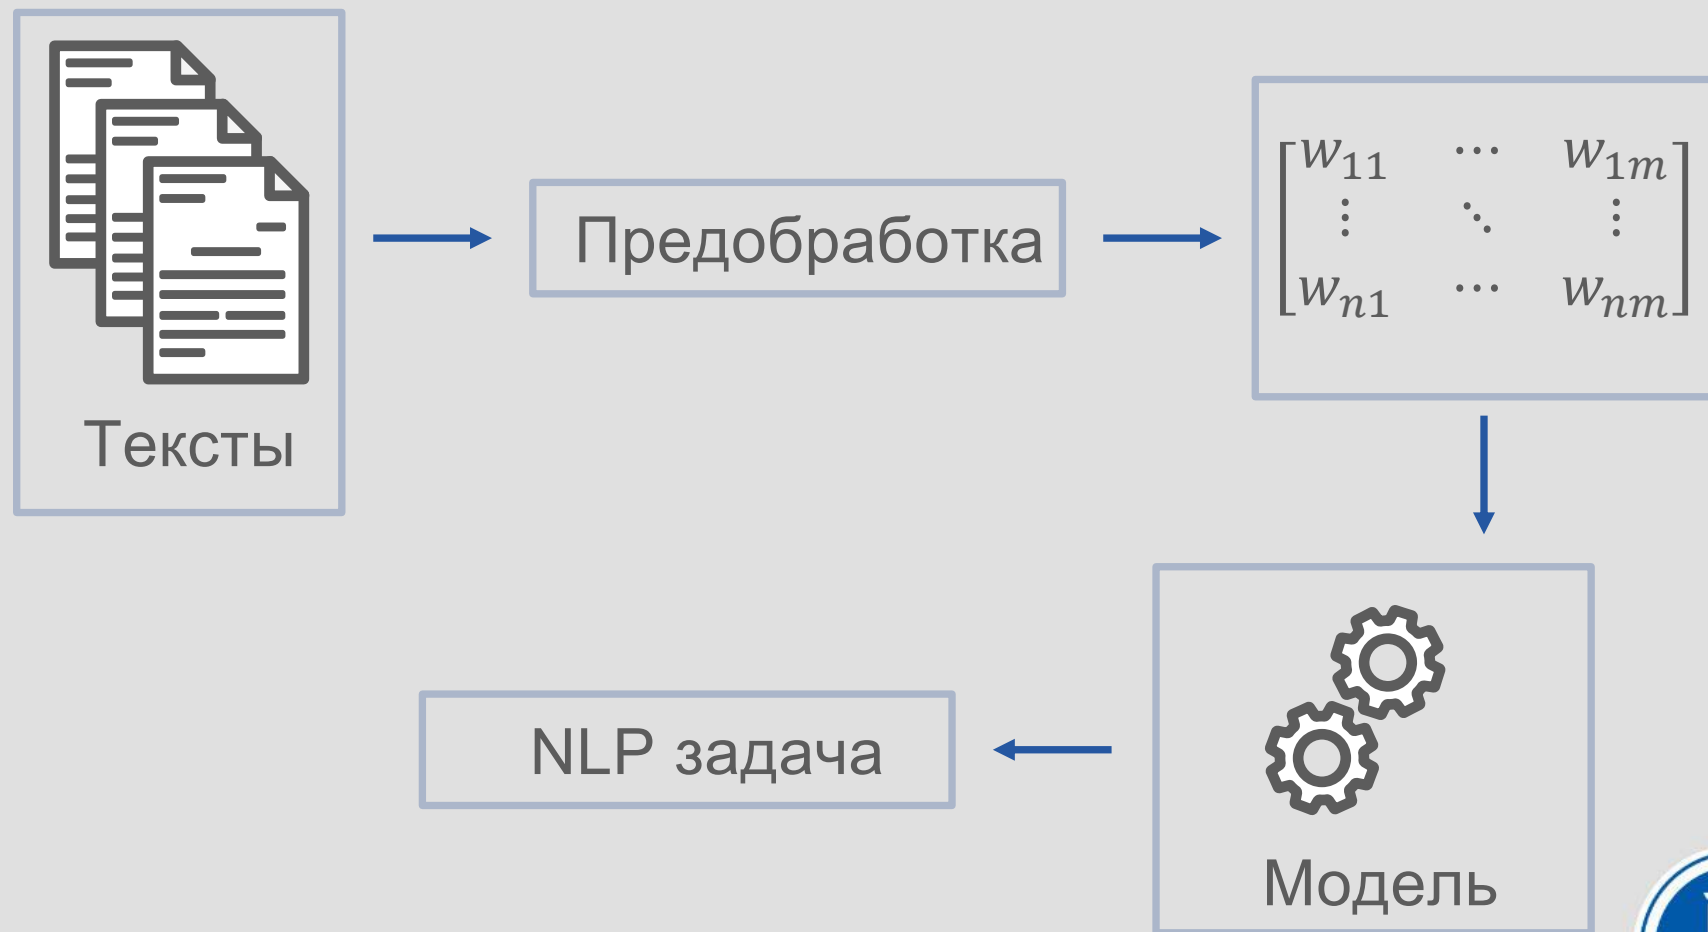 Тексты
Предобработка
w₁₁ ⋯ w₁ₘ
⋮ ⋱ ⋮
wₙ₁ ⋯ wₙₘ
Модель
NLP задача